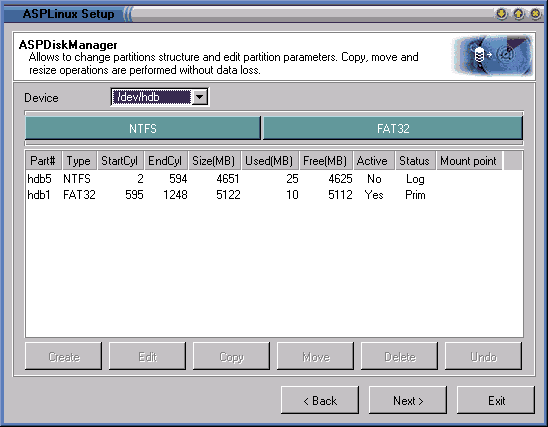 ASPLinux Setup
ASPDiskManager
Allows to change partitions structure and edit partition parameters. Copy, move and
resize operations are performed without data loss.
Device /dev/hdb
NTFS FAT32
Part# Type StartCyl EndCyl Size(MB) Used(MB) Free(MB) Active Status Mount point
hdb5 NTFS 2 594 4651 25 4625 No Log
hdb1 FAT32 595 1248 5122 10 5112 Yes Prim
Create Edit Copy Move Delete Undo
< Back Next > Exit